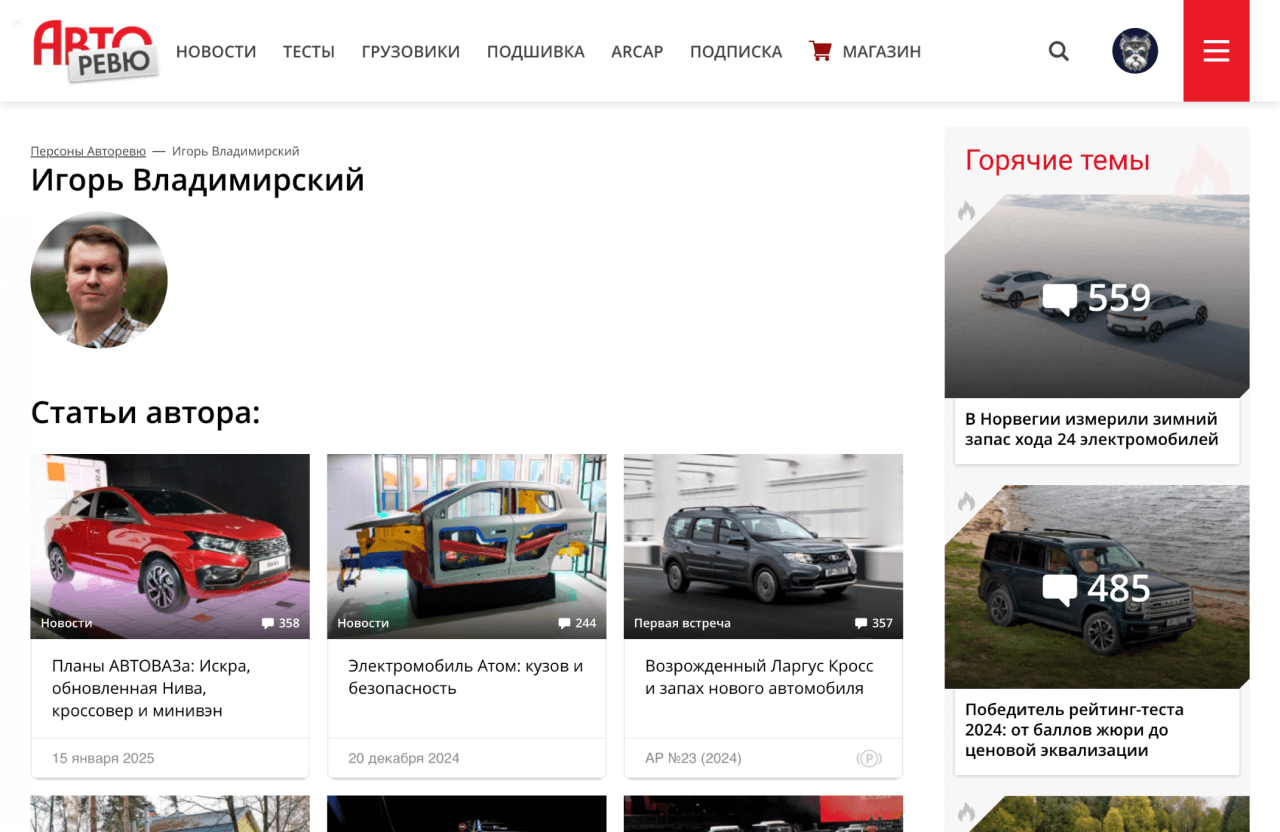 АВТО
РЕВЮ
НОВОСТИ ТЕСТЫ ГРУЗОВИКИ ПОДШИВКА ARCAP ПОДПИСКА МАГАЗИН
Персоны Авторевю — Игорь Владимирский
Игорь Владимирский
Статьи автора:
Новости 358
Планы АВТОВАЗа: Искра,
обновленная Нива,
кроссовер и минивэн
15 января 2025
Новости 244
Электромобиль Атом: кузов и
безопасность
20 декабря 2024
Первая встреча 357
Возрожденный Ларгус Кросс
и запах нового автомобиля
АР №23 (2024) Р
Горячие темы
559
В Норвегии измерили зимний
запас хода 24 электромобилей
485
Победитель рейтинг-теста
2024: от баллов жюри до
ценовой эквализации